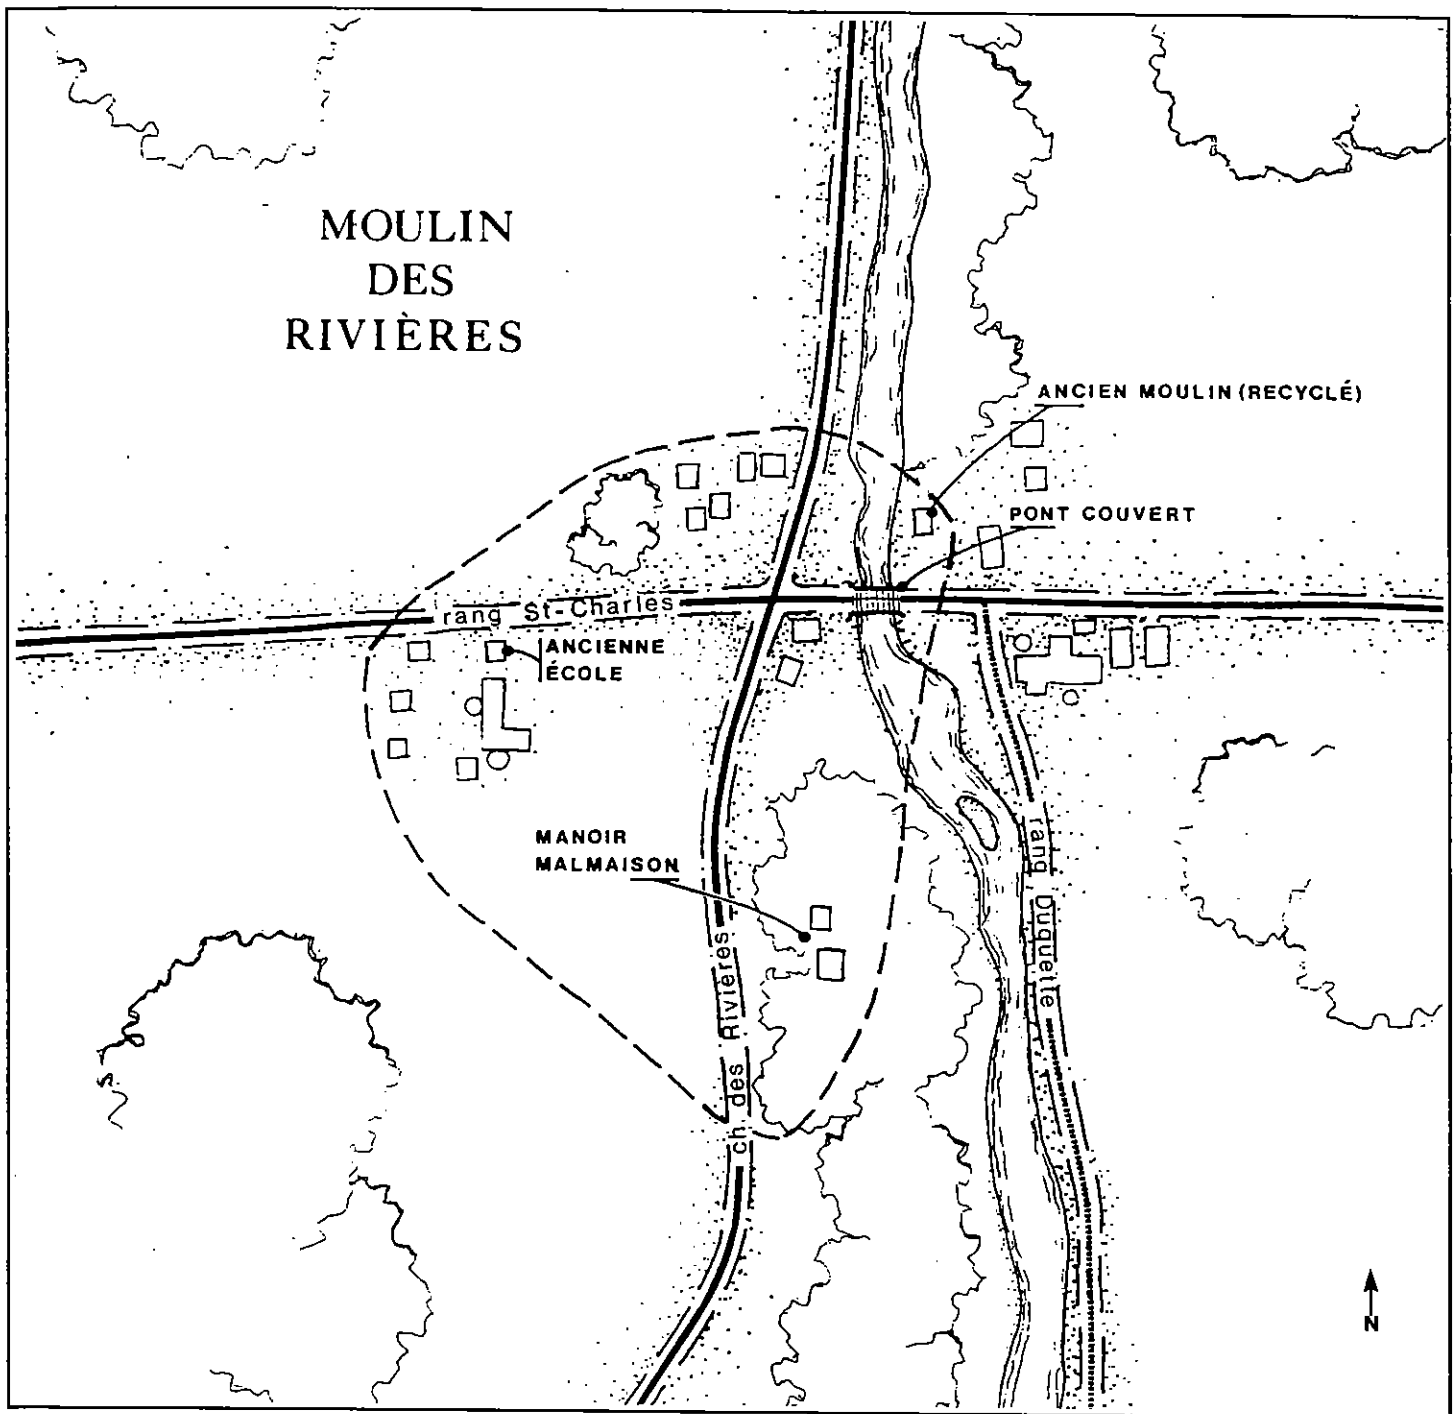 MOULIN
DES
RIVIÈRES
ANCIEN MOULIN (RECYCLÉ)
PONT COUVERT
rang St-Charles
ANCIENNE
ÉCOLE
MANOIR
MALMAISON
rang Duquette
ch. des Rivières
N